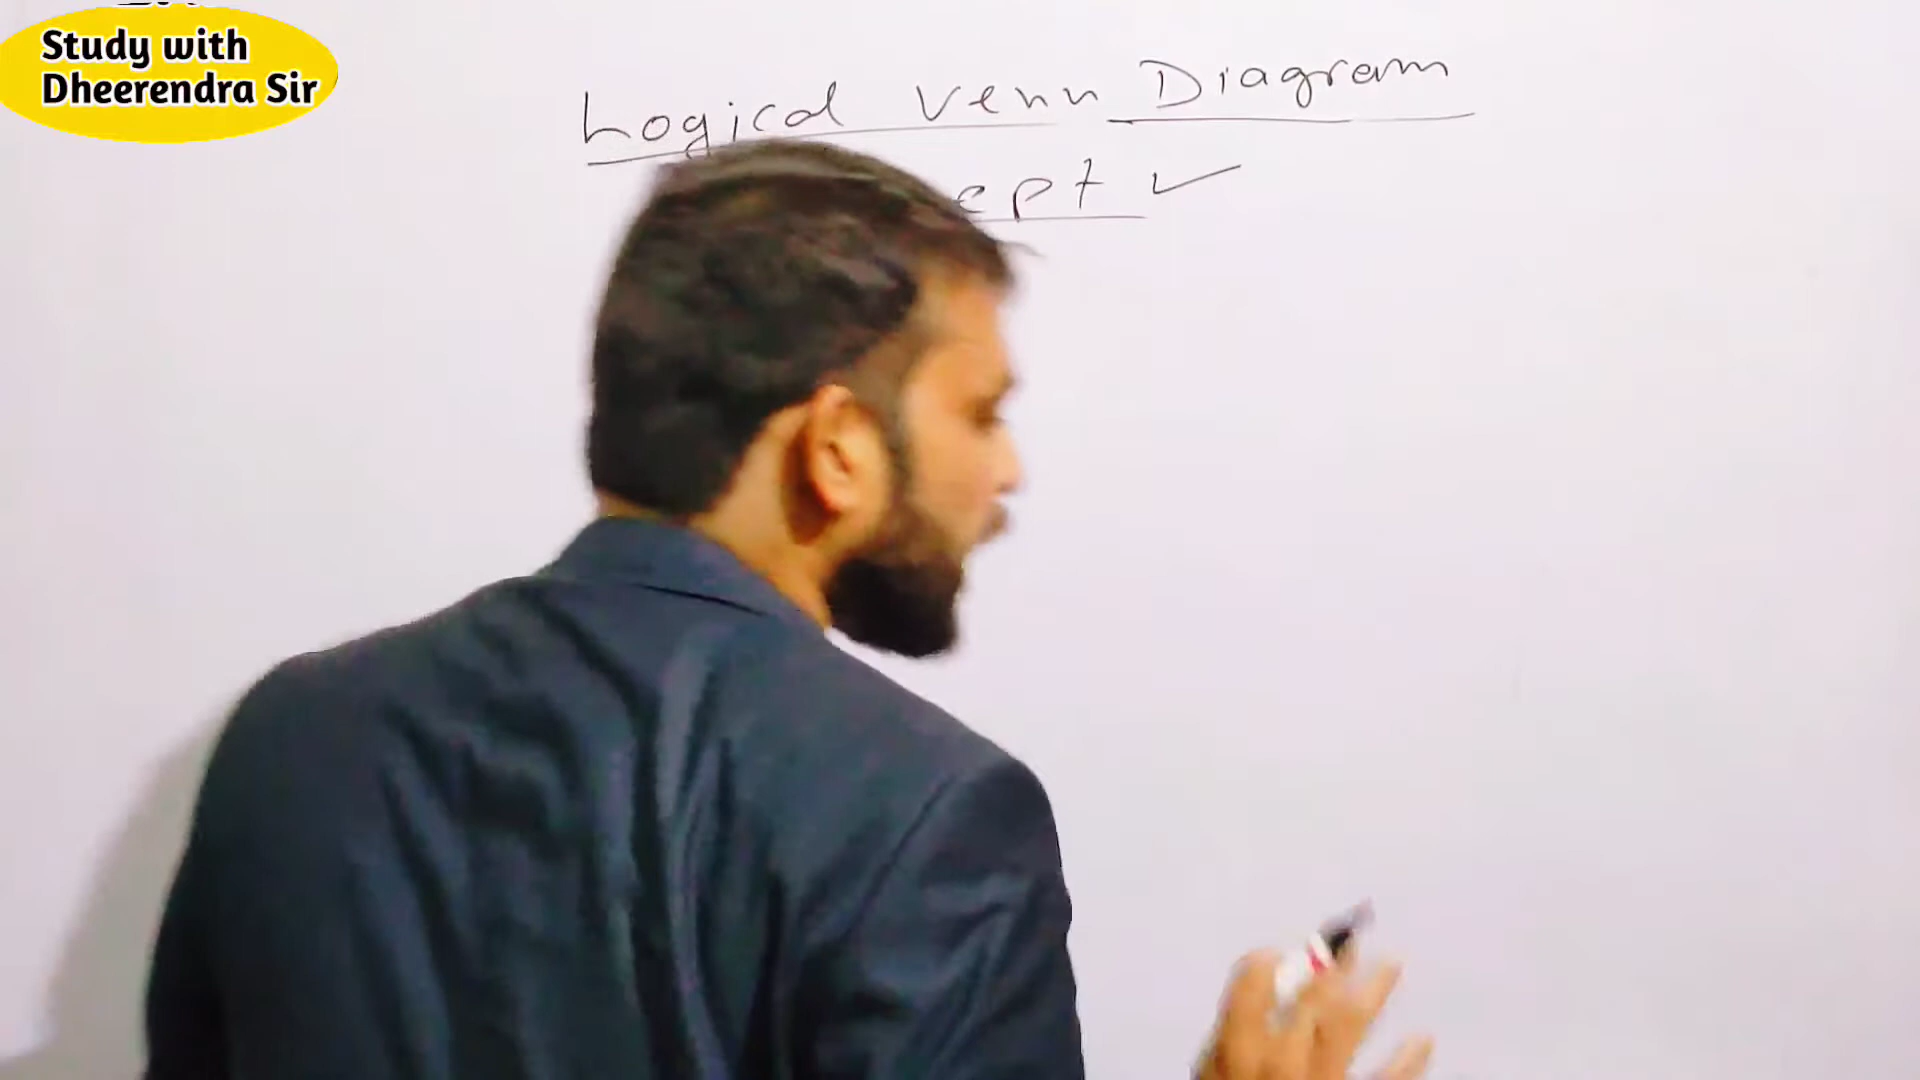 Study with
Dheerendra Sir
Logical Venn Diagram
ept ✓